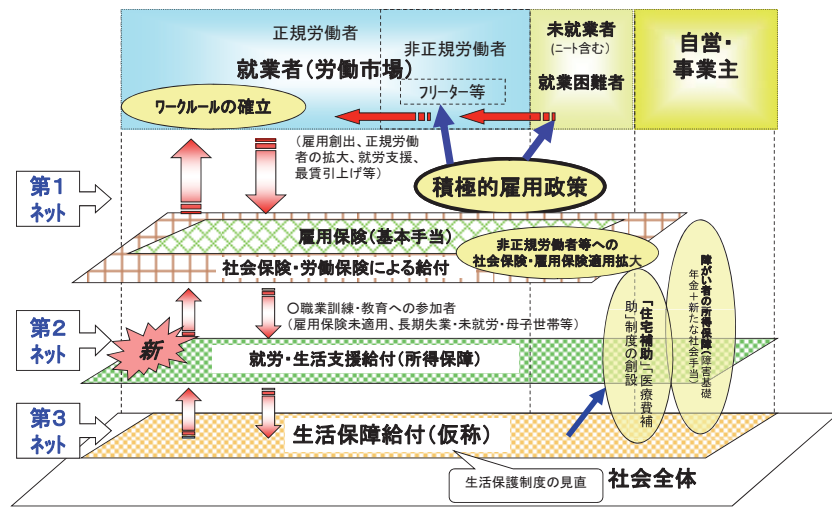 正規労働者
非正規労働者
就業者(労働市場)
フリーター等
ワークルールの確立
未就業者
(ニート含む)
就業困難者
自営・
事業主
(雇用創出、正規労働
者の拡大、就労支援、
最賃引上げ等)
積極的雇用政策
第1
ネット
雇用保険(基本手当)
社会保険・労働保険による給付
非正規労働者等への
社会保険・雇用保険適用拡大
障がい者の所得保障(障害基礎
年金+新たな社会手当)
「住宅補助」「医療費補
助」制度の創設
第2
ネット
新
〇職業訓練・教育への参加者
(雇用保険未適用、長期失業・未就労・母子世帯等)
就労・生活支援給付(所得保障)
第3
ネット
生活保障給付(仮称)
生活保護制度の見直
社会全体